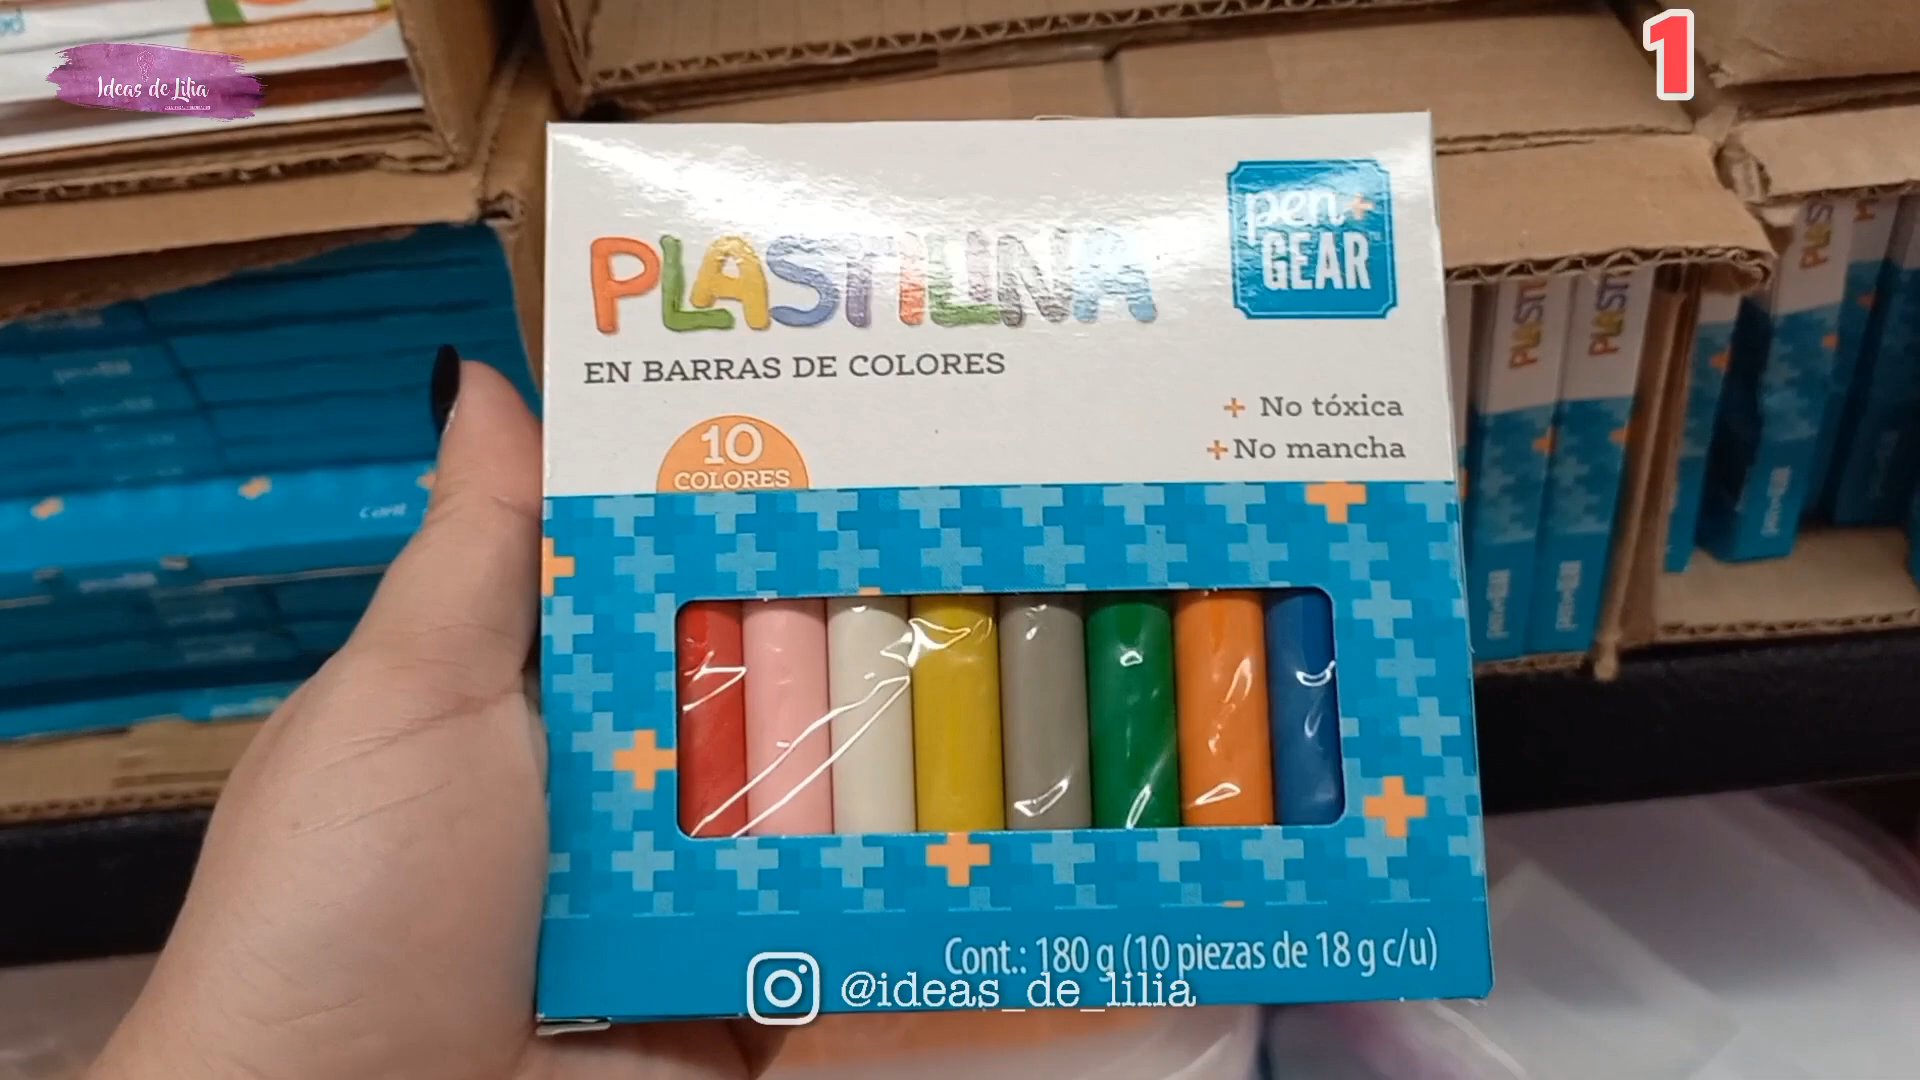 Ideas de Lilia
1
PLASTILINA
pen+
GEAR
EN BARRAS DE COLORES
+ No tóxica
+ No mancha
10
COLORES
Cont.: 180 g (10 piezas de 18 g c/u)
@ideas_de_lilia